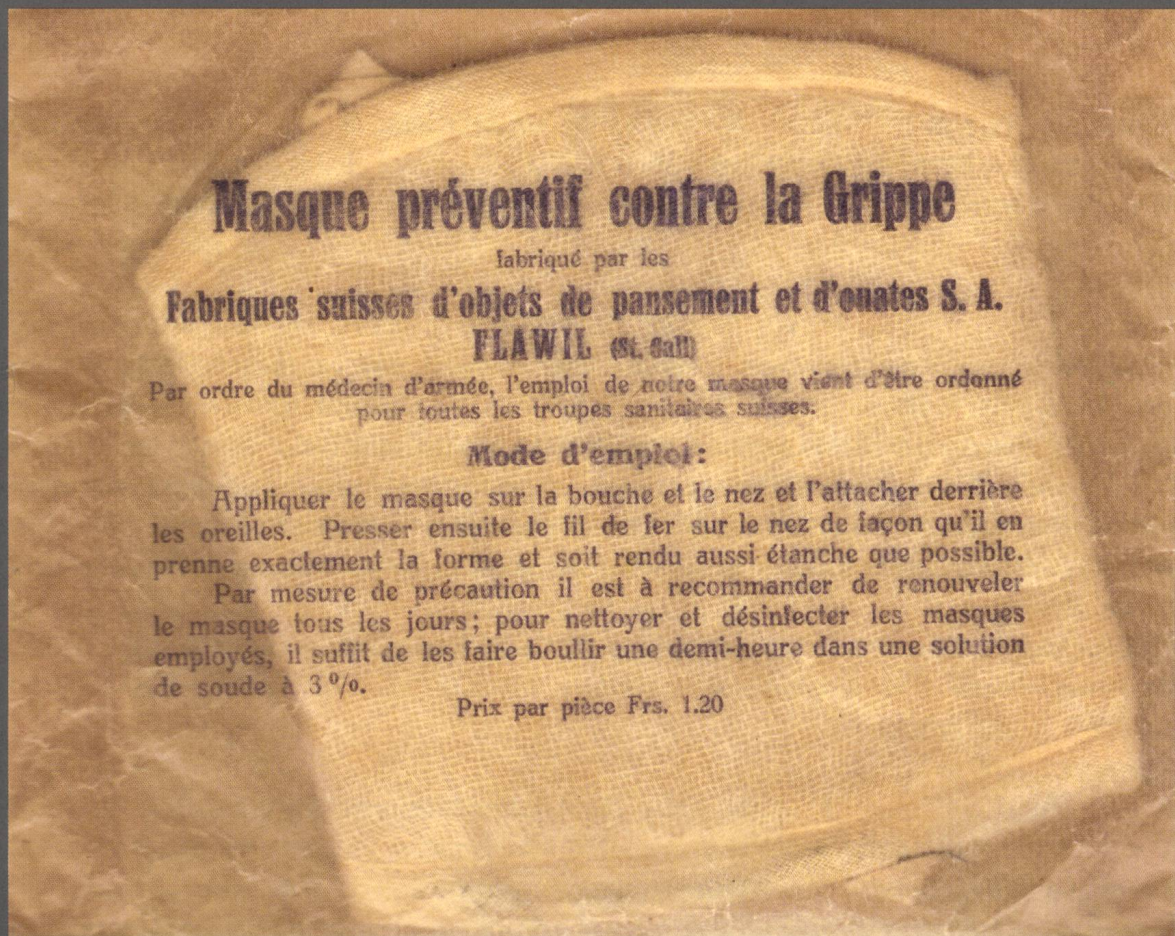 Masque préventif contre la Grippe
fabriqué par les
Fabriques suisses d'objets de pansement et d'ouates S. A.
FLAWIL (St. Gall)
Par ordre du médecin d'armée, l'emploi de notre masque vient d'être ordonné
pour toutes les troupes sanitaires suisses.
Mode d'emploi:
Appliquer le masque sur la bouche et le nez et l'attacher derrière
les oreilles. Presser ensuite le fil de fer sur le nez de façon qu'il en
prenne exactement la forme et soit rendu aussi étanche que possible.
Par mesure de précaution il est à recommander de renouveler
le masque tous les jours; pour nettoyer et désinfecter les masques
employés, il suffit de les faire boullir une demi-heure dans une solution
de soude à 3 %.
Prix par pièce Frs. 1.20